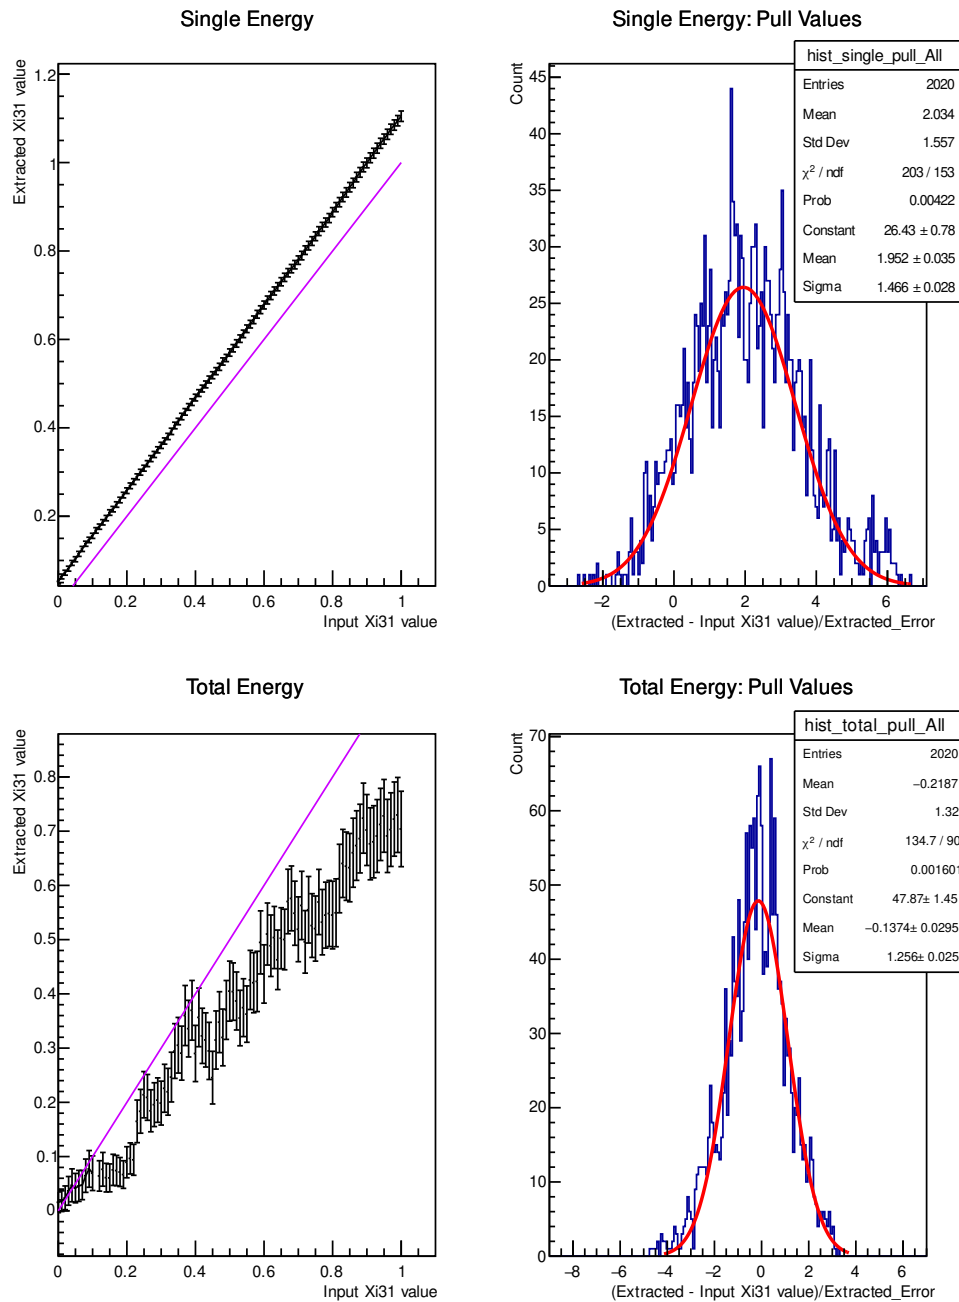 Single Energy
Extracted Xi31 value
1.2
1
0.8
0.6
0.4
0.2
0 0.2 0.4 0.6 0.8 1
Input Xi31 value
Single Energy: Pull Values
Count
45
40
35
30
25
20
15
10
5
0
−2 0 2 4 6
(Extracted - Input Xi31 value)/Extracted_Error
hist_single_pull_All
Entries 2020
Mean 2.034
Std Dev 1.557
χ² / ndf 203 / 153
Prob 0.00422
Constant 26.43 ± 0.78
Mean 1.952 ± 0.035
Sigma 1.466 ± 0.028
Total Energy
Extracted Xi31 value
0.8
0.7
0.6
0.5
0.4
0.3
0.2
0.1
0
0 0.2 0.4 0.6 0.8 1
Input Xi31 value
Total Energy: Pull Values
Count
70
60
50
40
30
20
10
0
−8 −6 −4 −2 0 2 4 6
(Extracted - Input Xi31 value)/Extracted_Error
hist_total_pull_All
Entries 2020
Mean −0.2187
Std Dev 1.32
χ² / ndf 134.7 / 90
Prob 0.001601
Constant 47.87± 1.45
Mean −0.1374± 0.0295
Sigma 1.256± 0.025